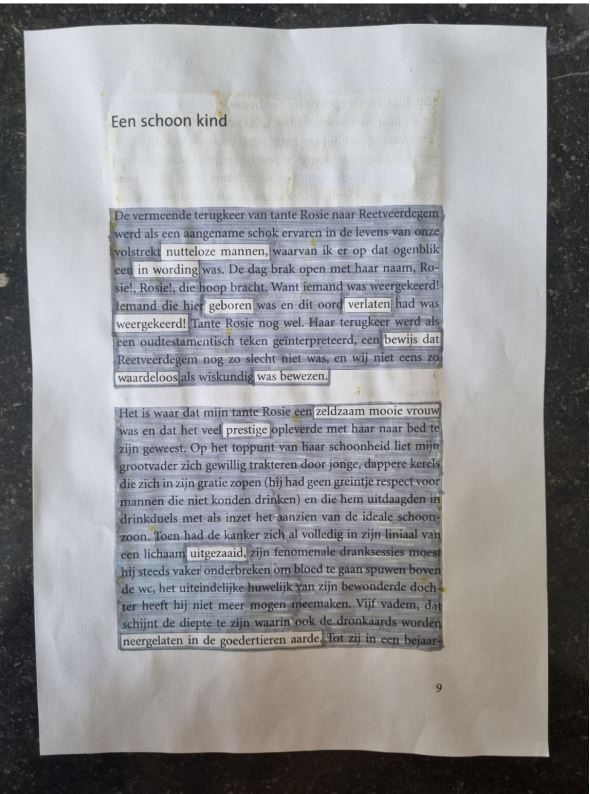 Een schoon kind
De vermeende terugkeer van tante Rosie naar Reetveerdegem
werd als een aangename schok ervaren in de levens van onze
volstrekt nutteloze mannen, waarvan ik er op dat ogenblik
een in wording was. De dag brak open met haar naam, Ro-
sie!, Rosie!, die hoop bracht. Want iemand was weergekeerd!
Iemand die hier geboren was en dit oord verlaten had was
weergekeerd! Tante Rosie nog wel. Haar terugkeer werd als
een oudtestamentisch teken geïnterpreteerd, een bewijs dat
Reetveerdegem nog zo slecht niet was, en wij niet eens zo
waardeloos als wiskundig was bewezen.
Het is waar dat mijn tante Rosie een zeldzaam mooie vrouw
was en dat het veel prestige opleverde met haar naar bed te
zijn geweest. Op het toppunt van haar schoonheid liet mijn
grootvader zich gewillig trakteren door jonge, dappere kerels
die zich in zijn gratie zopen (hij had geen greintje respect voor
mannen die niet konden drinken) en die hem uitdaagden in
drinkduels met als inzet het aanzien van de ideale schoon-
zoon. Toen had de kanker zich al volledig in zijn liniaal van
een lichaam uitgezaaid, zijn fenomenale dranksessies moest
hij steeds vaker onderbreken om bloed te gaan spuwen boven
de wc, het uiteindelijke huwelijk van zijn bewonderde doch-
ter heeft hij niet meer mogen meemaken. Vijf vadem, dat
schijnt de diepte te zijn waarin ook de dronkaards worden
neergelaten in de goedertieren aarde. Tot zij in een bejaar-
9